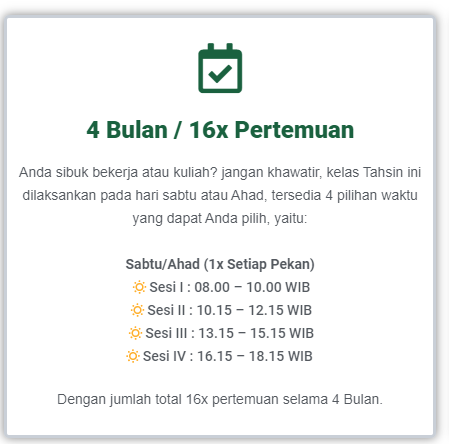 4 Bulan / 16x Pertemuan
Anda sibuk bekerja atau kuliah? jangan khawatir, kelas Tahsin ini
dilaksankan pada hari sabtu atau Ahad, tersedia 4 pilihan waktu
yang dapat Anda pilih, yaitu:
Sabtu/Ahad (1x Setiap Pekan)
Sesi I : 08.00 – 10.00 WIB
Sesi II : 10.15 – 12.15 WIB
Sesi III : 13.15 – 15.15 WIB
Sesi IV : 16.15 – 18.15 WIB
Dengan jumlah total 16x pertemuan selama 4 Bulan.